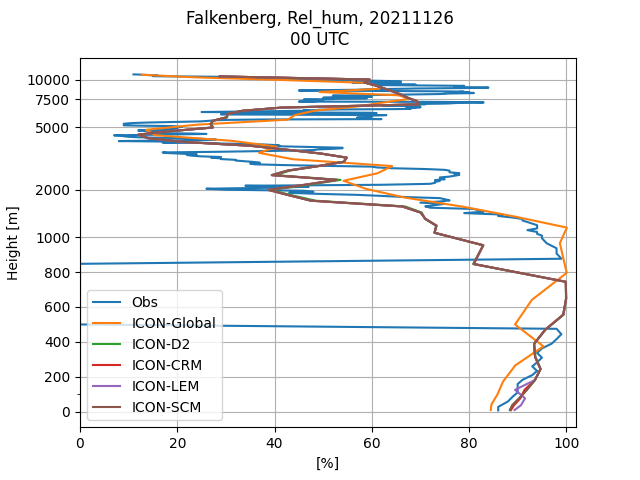 Falkenberg, Rel_hum, 20211126
00 UTC
Height [m]
10000
7500
5000
2000
1000
800
600
400
200
0
Obs
ICON-Global
ICON-D2
ICON-CRM
ICON-LEM
ICON-SCM
0 20 40 60 80 100
[%]